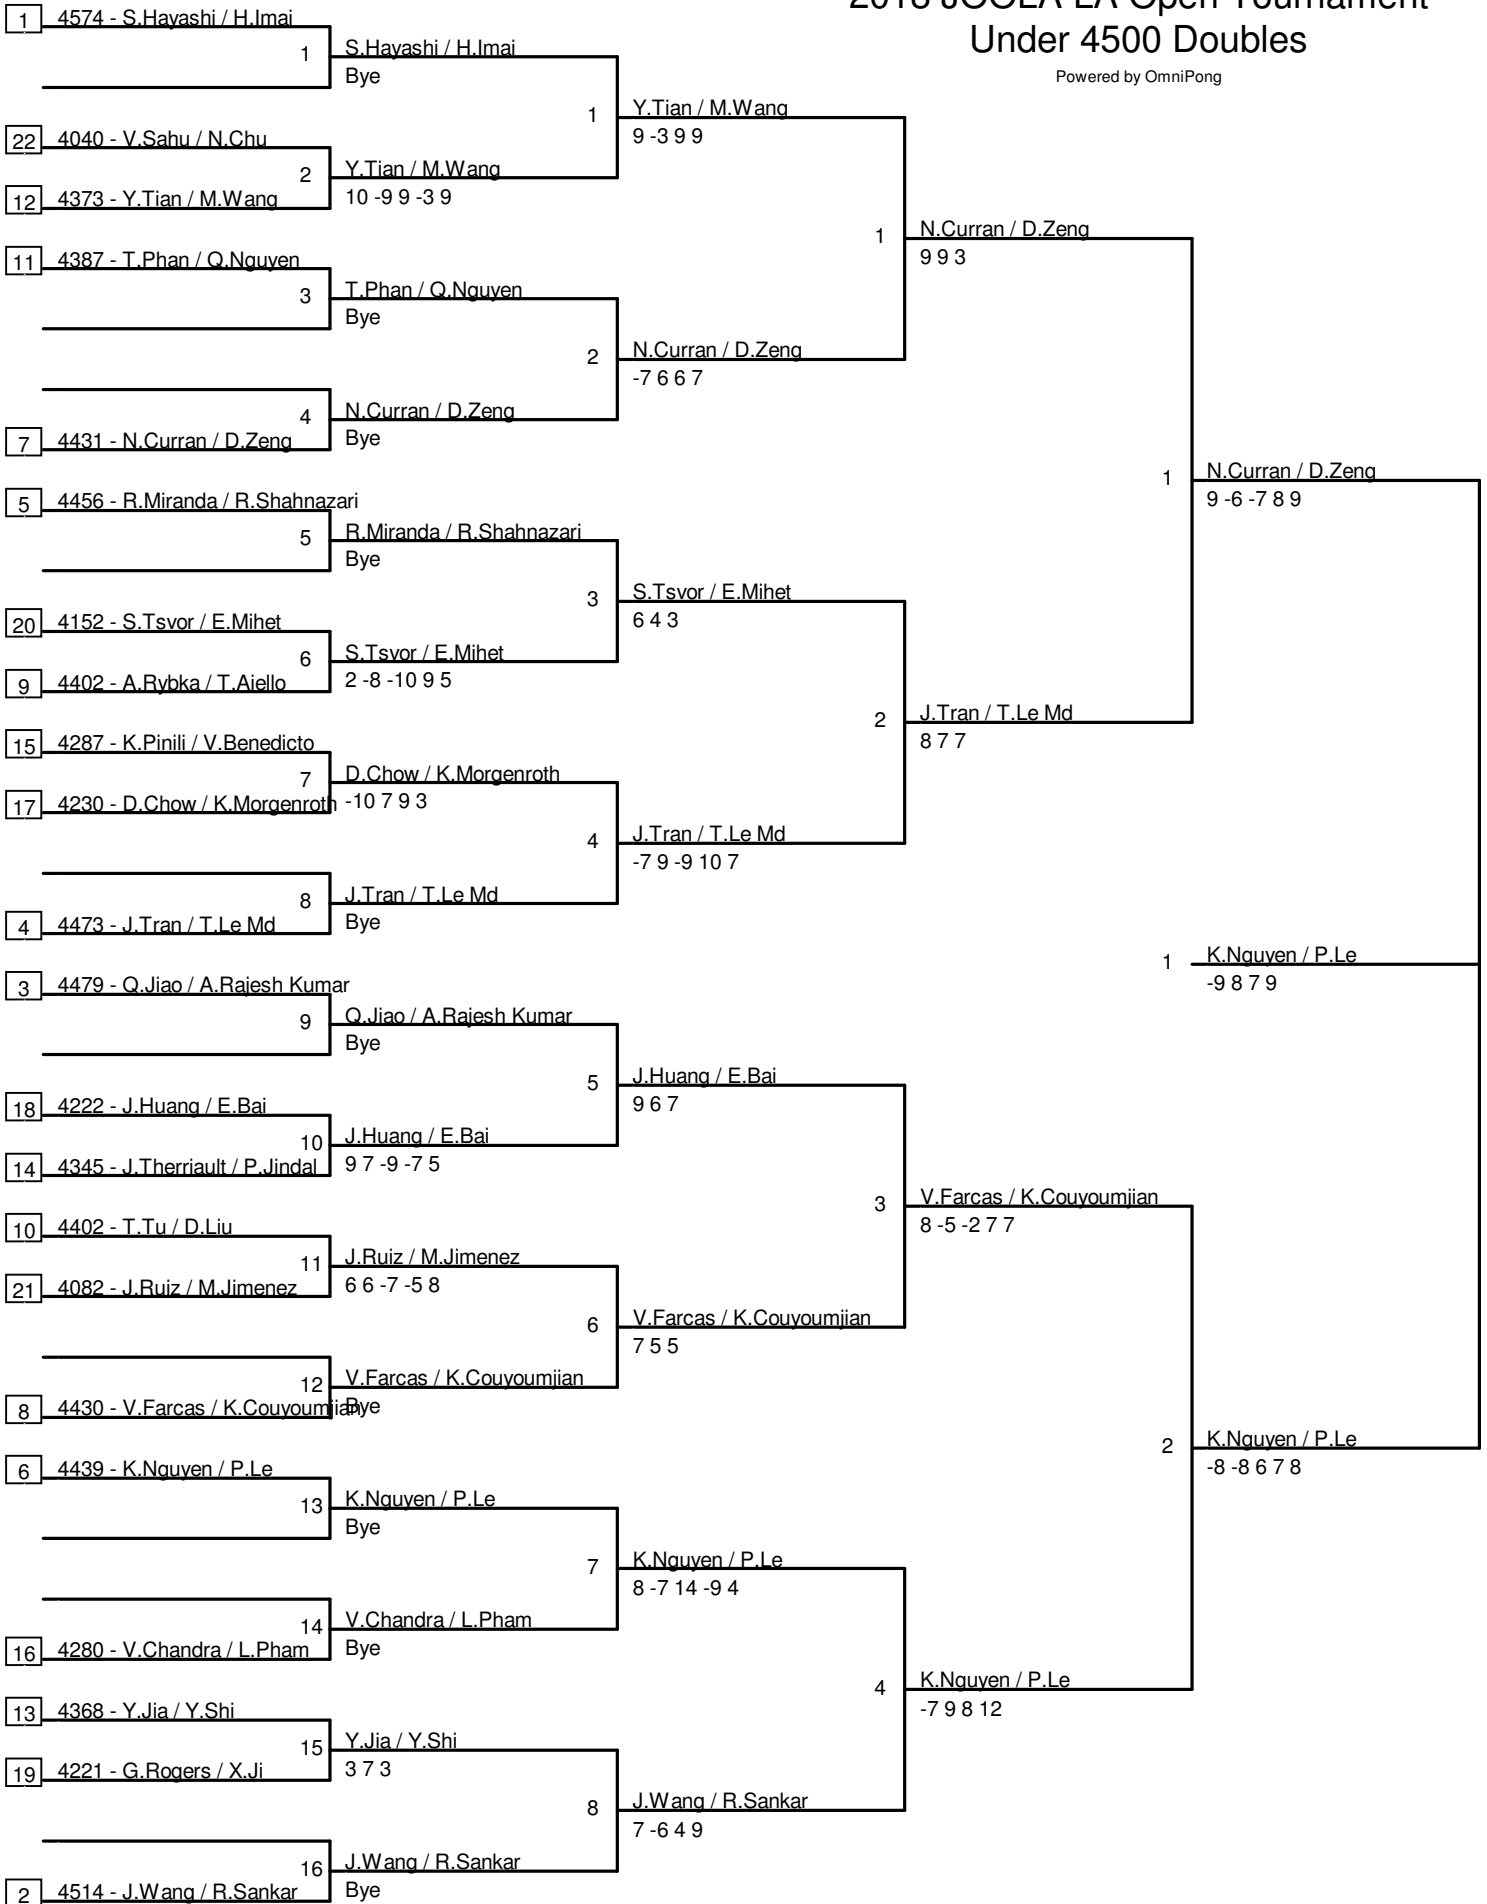 2018 JOOLA LA Open Tournament
Under 4500 Doubles
Powered by OmniPong
1 4574 - S.Hayashi / H.Imai
1 S.Hayashi / H.Imai
Bye
22 4040 - V.Sahu / N.Chu
2 Y.Tian / M.Wang
10 -9 9 -3 9
12 4373 - Y.Tian / M.Wang
1 Y.Tian / M.Wang
9 -3 9 9
11 4387 - T.Phan / Q.Nguyen
3 T.Phan / Q.Nguyen
Bye
4 N.Curran / D.Zeng
Bye
7 4431 - N.Curran / D.Zeng
2 N.Curran / D.Zeng
-7 6 6 7
1 N.Curran / D.Zeng
9 9 3
5 4456 - R.Miranda / R.Shahnazari
5 R.Miranda / R.Shahnazari
Bye
20 4152 - S.Tsvor / E.Mihet
6 S.Tsvor / E.Mihet
2 -8 -10 9 5
9 4402 - A.Rybka / T.Aiello
3 S.Tsvor / E.Mihet
6 4 3
15 4287 - K.Pinili / V.Benedicto
7 D.Chow / K.Morgenroth
-10 7 9 3
17 4230 - D.Chow / K.Morgenroth
8 J.Tran / T.Le Md
Bye
4 4473 - J.Tran / T.Le Md
4 J.Tran / T.Le Md
-7 9 -9 10 7
2 J.Tran / T.Le Md
8 7 7
1 N.Curran / D.Zeng
9 -6 -7 8 9
1 K.Nguyen / P.Le
-9 8 7 9
3 4479 - Q.Jiao / A.Rajesh Kumar
9 Q.Jiao / A.Rajesh Kumar
Bye
18 4222 - J.Huang / E.Bai
10 J.Huang / E.Bai
9 7 -9 -7 5
14 4345 - J.Therriault / P.Jindal
5 J.Huang / E.Bai
9 6 7
10 4402 - T.Tu / D.Liu
11 J.Ruiz / M.Jimenez
6 6 -7 -5 8
21 4082 - J.Ruiz / M.Jimenez
12 V.Farcas / K.Couyoumjian
Bye
8 4430 - V.Farcas / K.Couyoumjian
6 V.Farcas / K.Couyoumjian
7 5 5
3 V.Farcas / K.Couyoumjian
8 -5 -2 7 7
6 4439 - K.Nguyen / P.Le
13 K.Nguyen / P.Le
Bye
14 V.Chandra / L.Pham
Bye
16 4280 - V.Chandra / L.Pham
7 K.Nguyen / P.Le
8 -7 14 -9 4
13 4368 - Y.Jia / Y.Shi
15 Y.Jia / Y.Shi
3 7 3
19 4221 - G.Rogers / X.Ji
16 J.Wang / R.Sankar
Bye
2 4514 - J.Wang / R.Sankar
8 J.Wang / R.Sankar
7 -6 4 9
4 K.Nguyen / P.Le
-7 9 8 12
2 K.Nguyen / P.Le
-8 -8 6 7 8